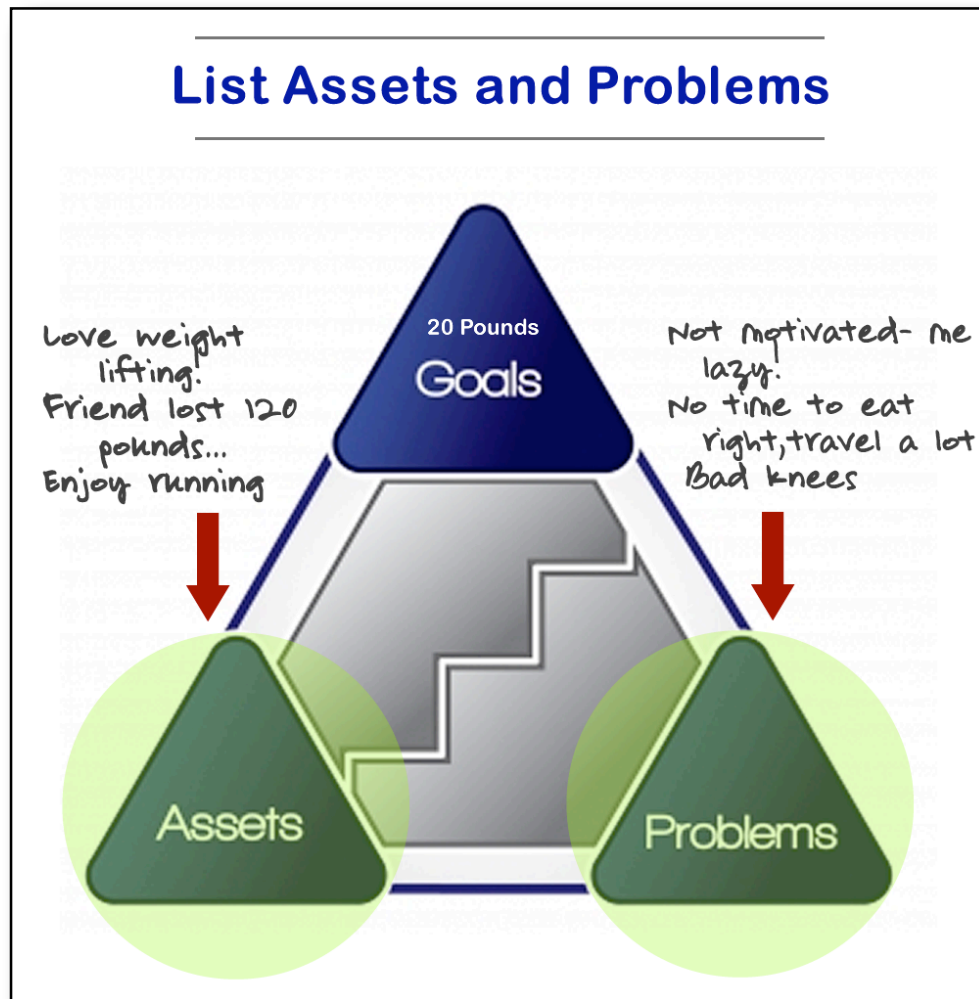 List Assets and Problems
20 Pounds
Goals
Love weight
lifting!
Friend lost 120
pounds...
Enjoy running
Not motivated- me
lazy!
No time to eat
right, travel a lot
Bad knees
Assets
Problems